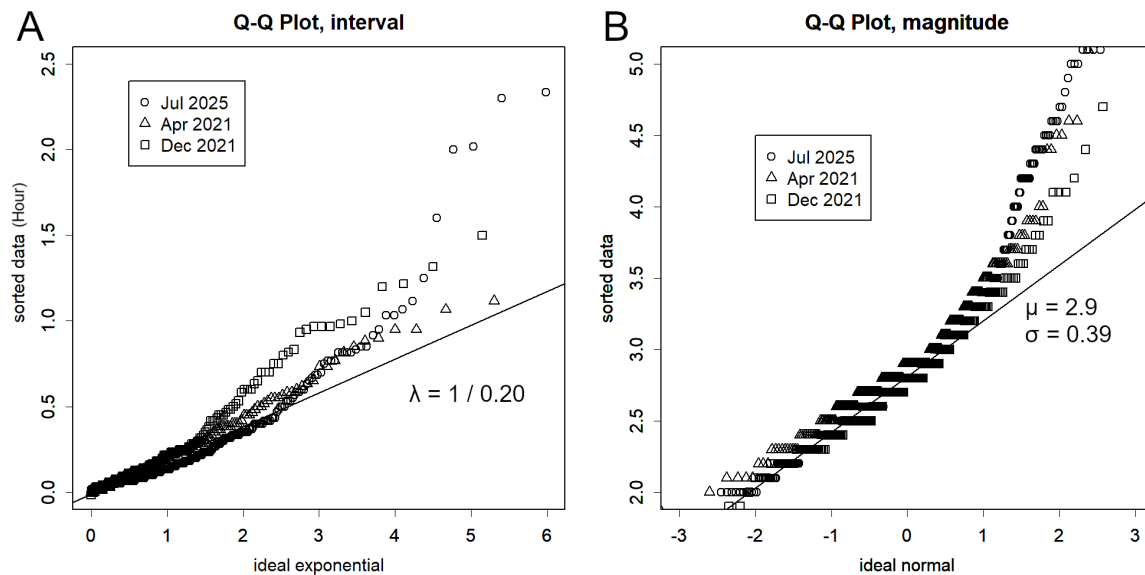 A
Q-Q Plot, interval
sorted data (Hour)
2.5
2.0
1.5
1.0
0.5
0.0
Jul 2025
Apr 2021
Dec 2021
λ = 1 / 0.20
0 1 2 3 4 5 6
ideal exponential
B
Q-Q Plot, magnitude
sorted data
5.0
4.5
4.0
3.5
3.0
2.5
2.0
Jul 2025
Apr 2021
Dec 2021
μ = 2.9
σ = 0.39
-3 -2 -1 0 1 2 3
ideal normal